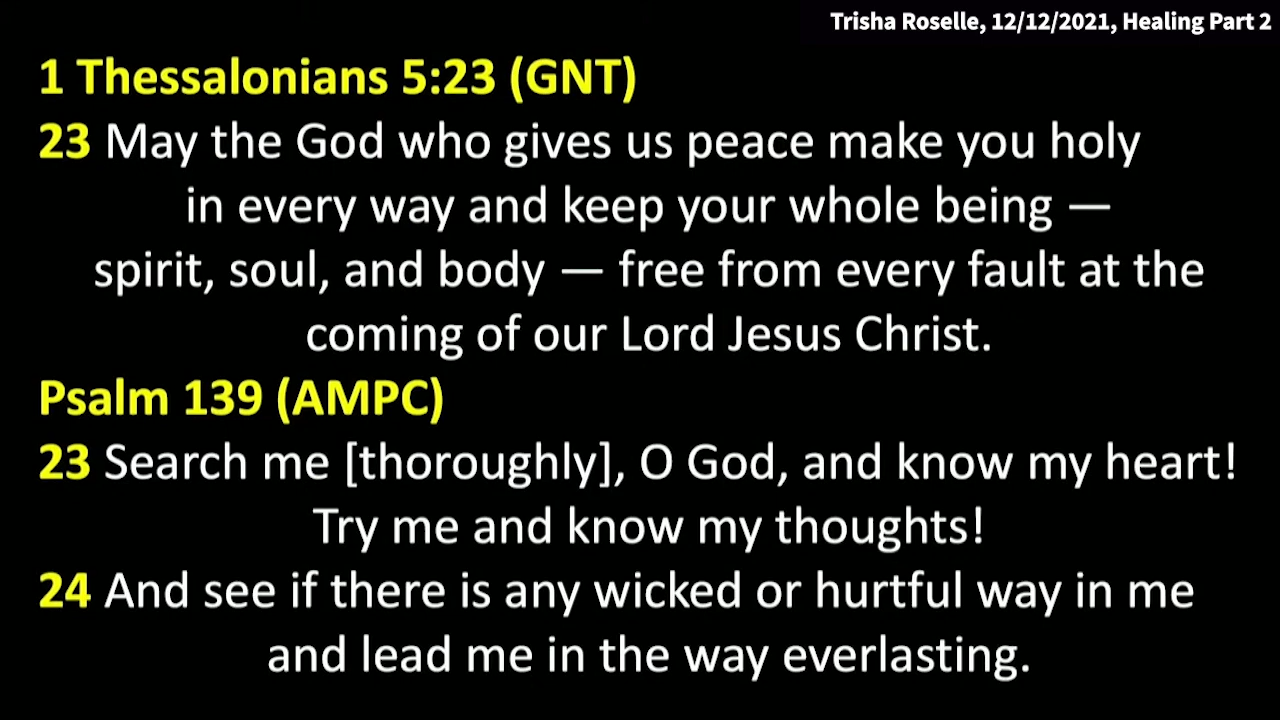 Trisha Roselle, 12/12/2021, Healing Part 2
1 Thessalonians 5:23 (GNT)
23 May the God who gives us peace make you holy
in every way and keep your whole being —
spirit, soul, and body — free from every fault at the
coming of our Lord Jesus Christ.
Psalm 139 (AMPC)
23 Search me [thoroughly], O God, and know my heart!
Try me and know my thoughts!
24 And see if there is any wicked or hurtful way in me
and lead me in the way everlasting.